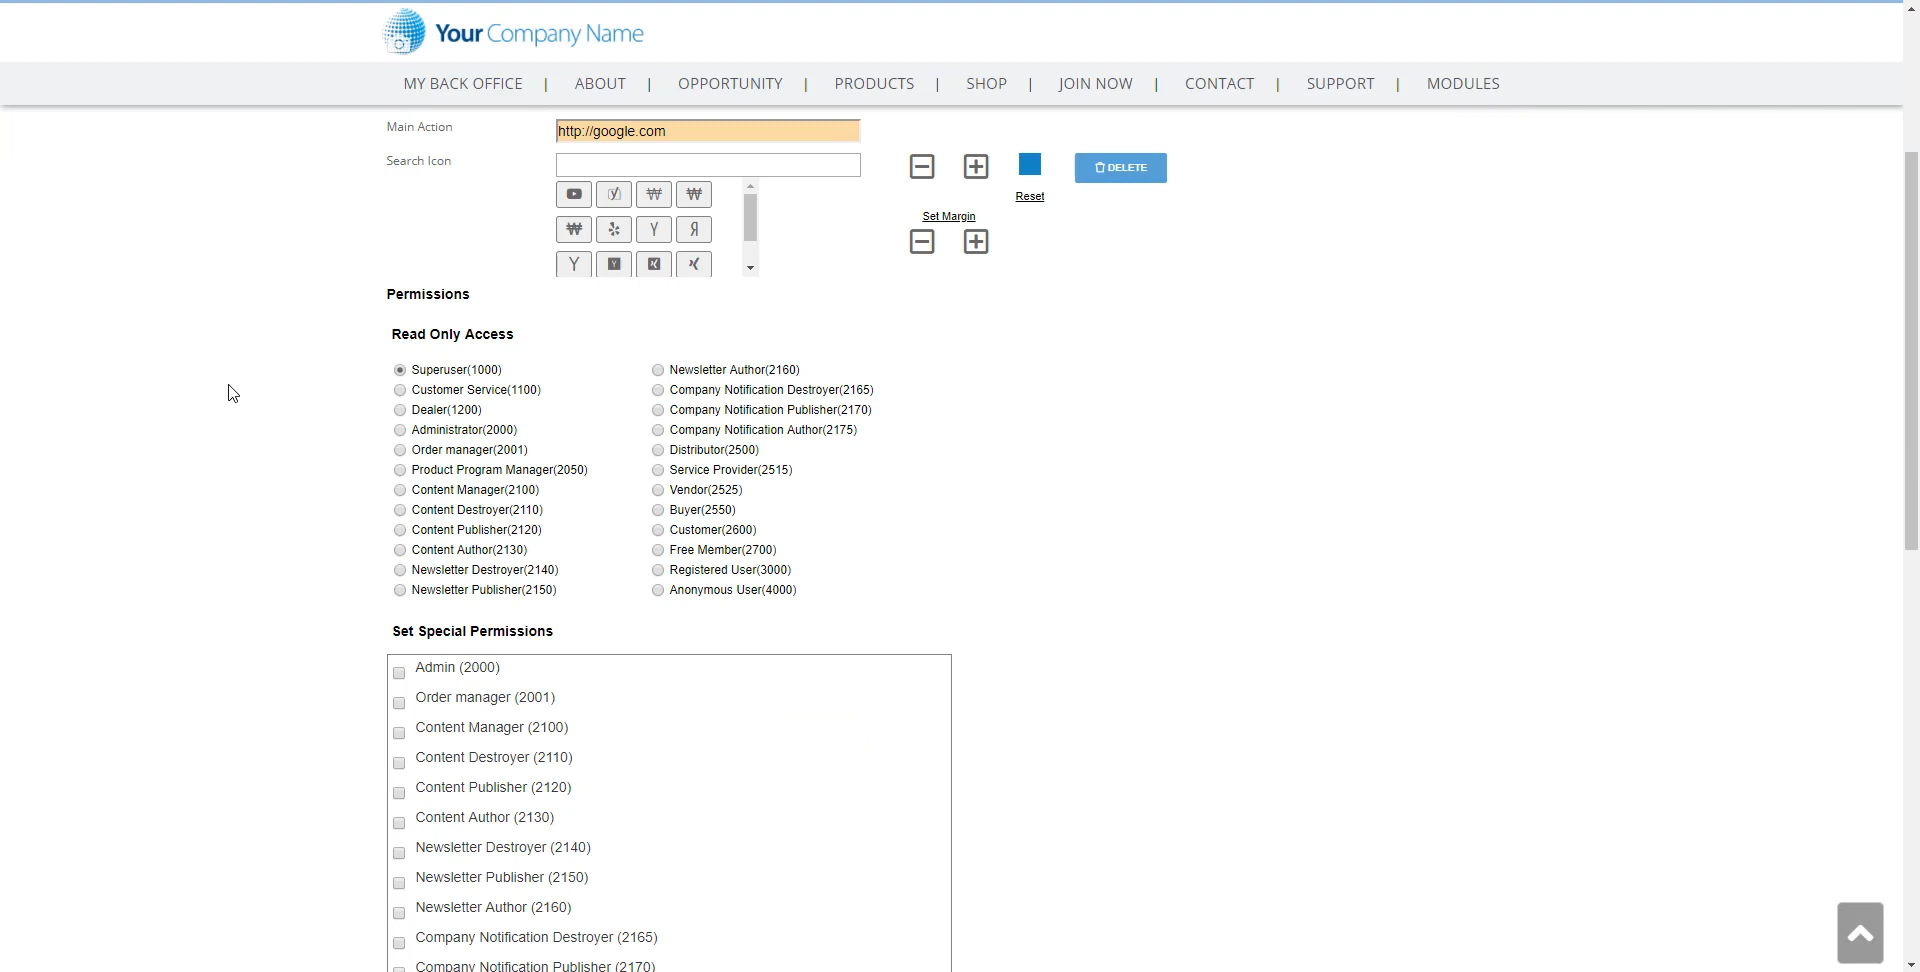 Your Company Name
MY BACK OFFICE | ABOUT | OPPORTUNITY | PRODUCTS | SHOP | JOIN NOW | CONTACT | SUPPORT | MODULES
Main Action
http://google.com
Search Icon
DELETE
Reset
Set Margin
Permissions
Read Only Access
Superuser(1000)
Customer Service(1100)
Dealer(1200)
Administrator(2000)
Order manager(2001)
Product Program Manager(2050)
Content Manager(2100)
Content Destroyer(2110)
Content Publisher(2120)
Content Author(2130)
Newsletter Destroyer(2140)
Newsletter Publisher(2150)
Newsletter Author(2160)
Company Notification Destroyer(2165)
Company Notification Publisher(2170)
Company Notification Author(2175)
Distributor(2500)
Service Provider(2515)
Vendor(2525)
Buyer(2550)
Customer(2600)
Free Member(2700)
Registered User(3000)
Anonymous User(4000)
Set Special Permissions
Admin (2000)
Order manager (2001)
Content Manager (2100)
Content Destroyer (2110)
Content Publisher (2120)
Content Author (2130)
Newsletter Destroyer (2140)
Newsletter Publisher (2150)
Newsletter Author (2160)
Company Notification Destroyer (2165)
Company Notification Publisher (2170)